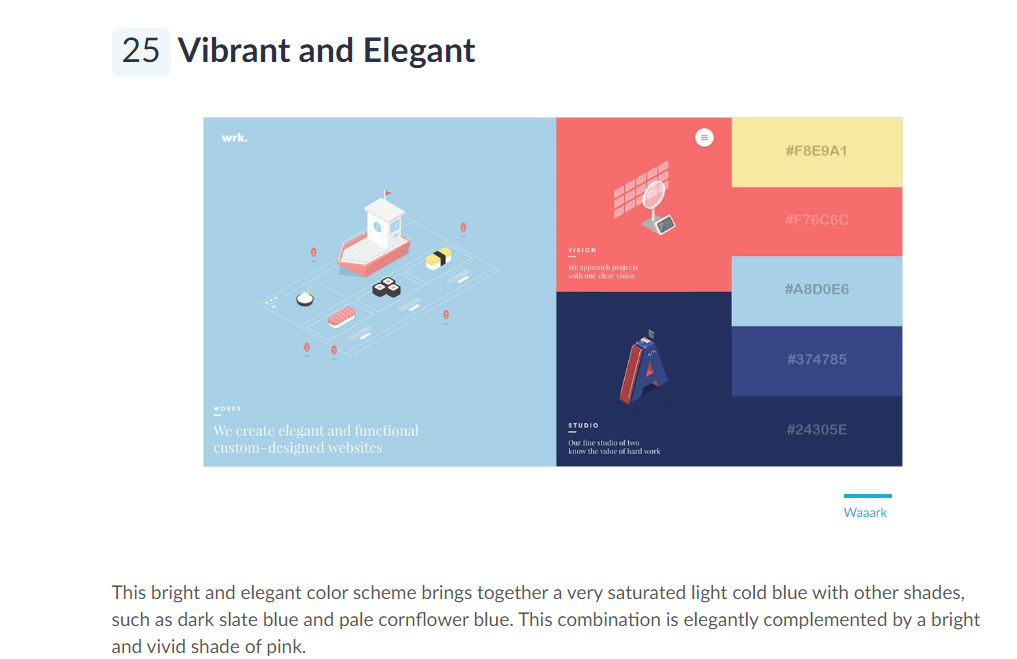 25 Vibrant and Elegant
wrk.
WORKS
We create elegant and functional
custom-designed websites
VISION
We approach projects
with one clear vision
STUDIO
Our fine studio of two
know the value of hard work
#F8E9A1
#F76C6C
#A8D0E6
#374785
#24305E
Waaark
This bright and elegant color scheme brings together a very saturated light cold blue with other shades,
such as dark slate blue and pale cornflower blue. This combination is elegantly complemented by a bright
and vivid shade of pink.